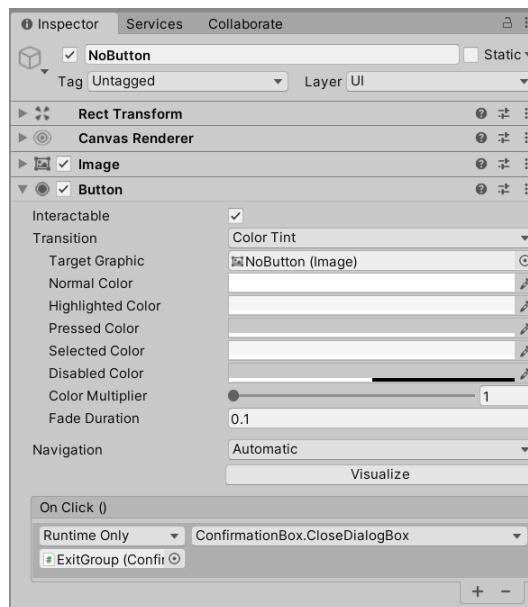 Inspector Services Collaborate
NoButton Static
Tag Untagged Layer UI
Rect Transform
Canvas Renderer
Image
Button
Interactable
Transition Color Tint
Target Graphic NoButton (Image)
Normal Color
Highlighted Color
Pressed Color
Selected Color
Disabled Color
Color Multiplier 1
Fade Duration 0.1
Navigation Automatic
Visualize
On Click ()
Runtime Only ConfirmationBox.CloseDialogBox
# ExitGroup (Confir
+ −